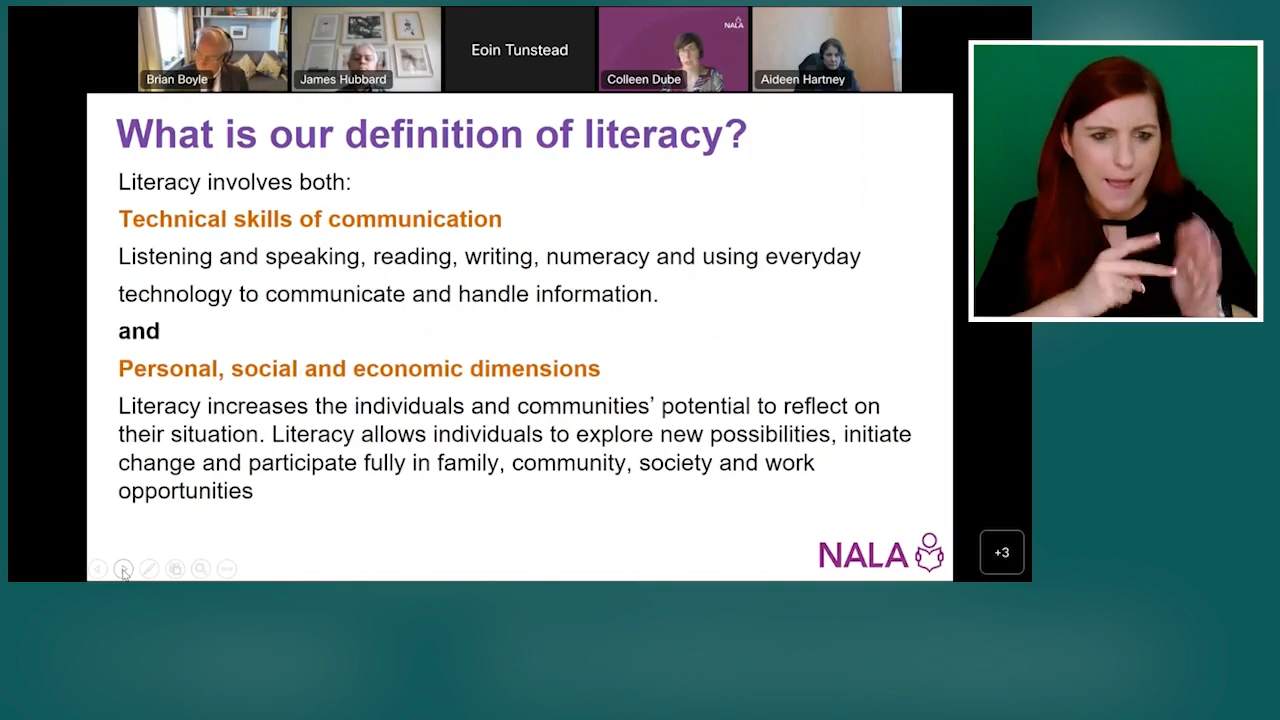 NALA
Brian Boyle
James Hubbard
Eoin Tunstead
Colleen Dube
Aideen Hartney
What is our definition of literacy?
Literacy involves both:
Technical skills of communication
Listening and speaking, reading, writing, numeracy and using everyday
technology to communicate and handle information.
and
Personal, social and economic dimensions
Literacy increases the individuals and communities’ potential to reflect on
their situation. Literacy allows individuals to explore new possibilities, initiate
change and participate fully in family, community, society and work
opportunities
NALA
+3